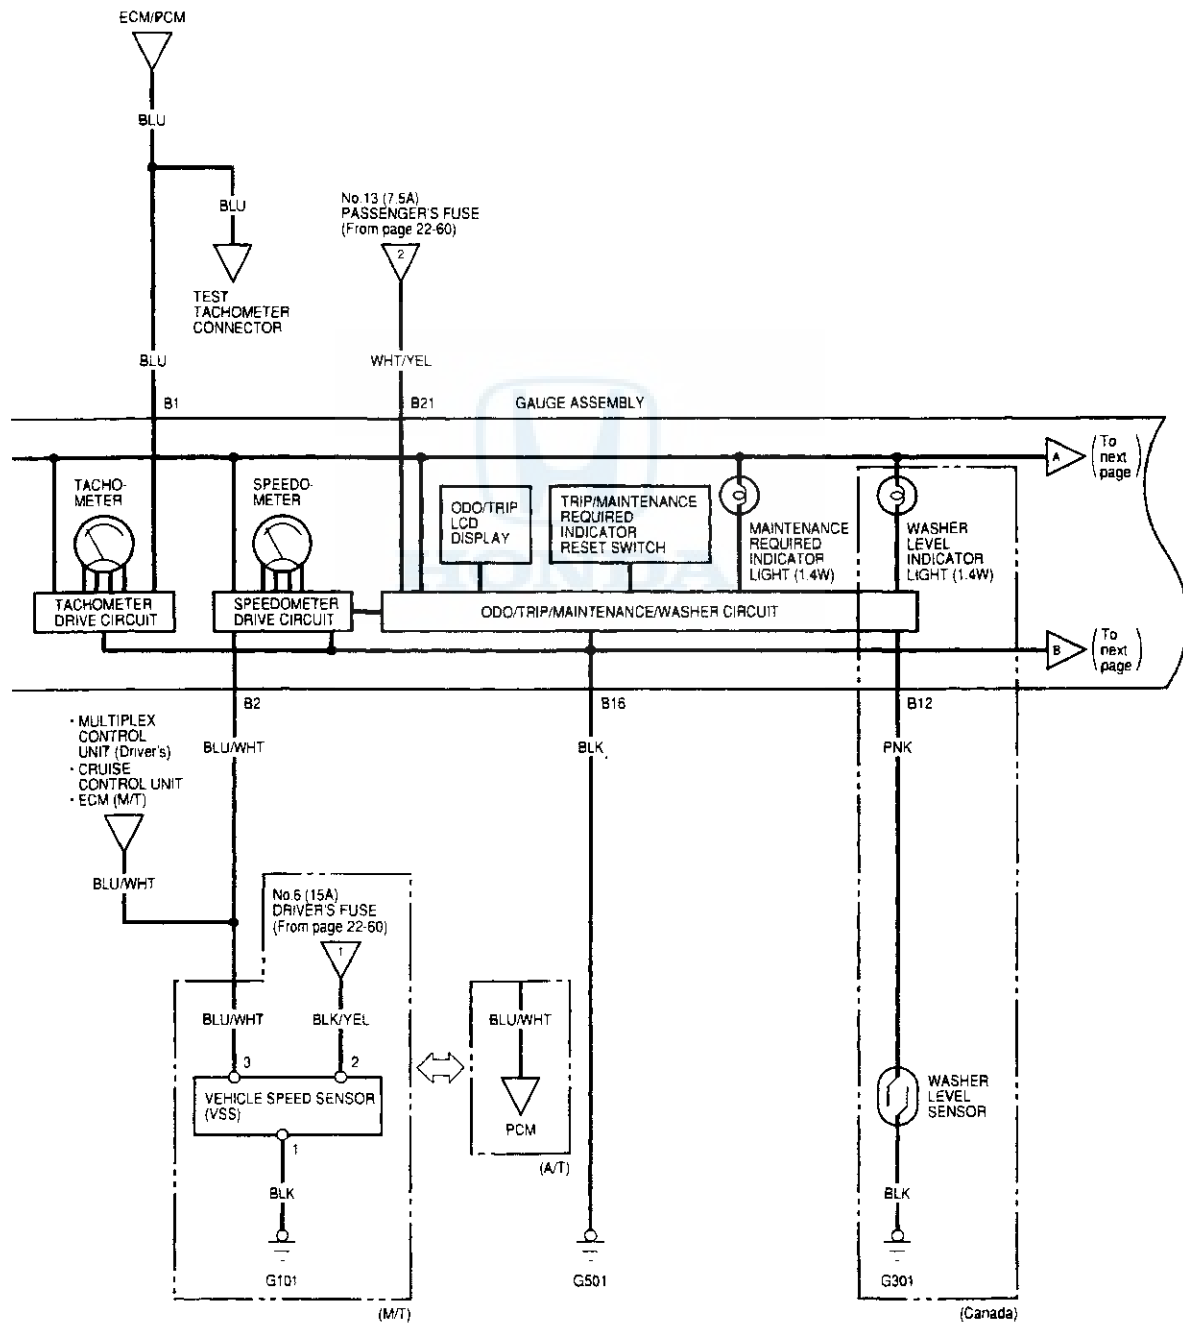 ECM/PCM
BLU
BLU
TEST
TACHOMETER
CONNECTOR
No.13 (7.5A)
PASSENGER'S FUSE
(From page 22-60)
2
BLU
WHT/YEL
B1
B21
GAUGE ASSEMBLY
TACHO-
METER
SPEEDO-
METER
ODO/TRIP
LCD
DISPLAY
TRIP/MAINTENANCE
REQUIRED
INDICATOR
RESET SWITCH
MAINTENANCE
REQUIRED
INDICATOR
LIGHT (1.4W)
WASHER
LEVEL
INDICATOR
LIGHT (1.4W)
A
(To
next
page)
HONDA
TACHOMETER
DRIVE CIRCUIT
SPEEDOMETER
DRIVE CIRCUIT
ODO/TRIP/MAINTENANCE/WASHER CIRCUIT
B
(To
next
page)
B2
B16
B12
• MULTIPLEX
CONTROL
UNIT (Driver's)
• CRUISE
CONTROL UNIT
• ECM (M/T)
BLU/WHT
BLK
PNK
BLU/WHT
No.6 (15A)
DRIVER'S FUSE
(From page 22-60)
1
BLU/WHT
BLK/YEL
BLU/WHT
3
2
VEHICLE SPEED SENSOR
(VSS)
1
PCM
(A/T)
WASHER
LEVEL
SENSOR
BLK
BLK
G101
G501
G301
(M/T)
(Canada)